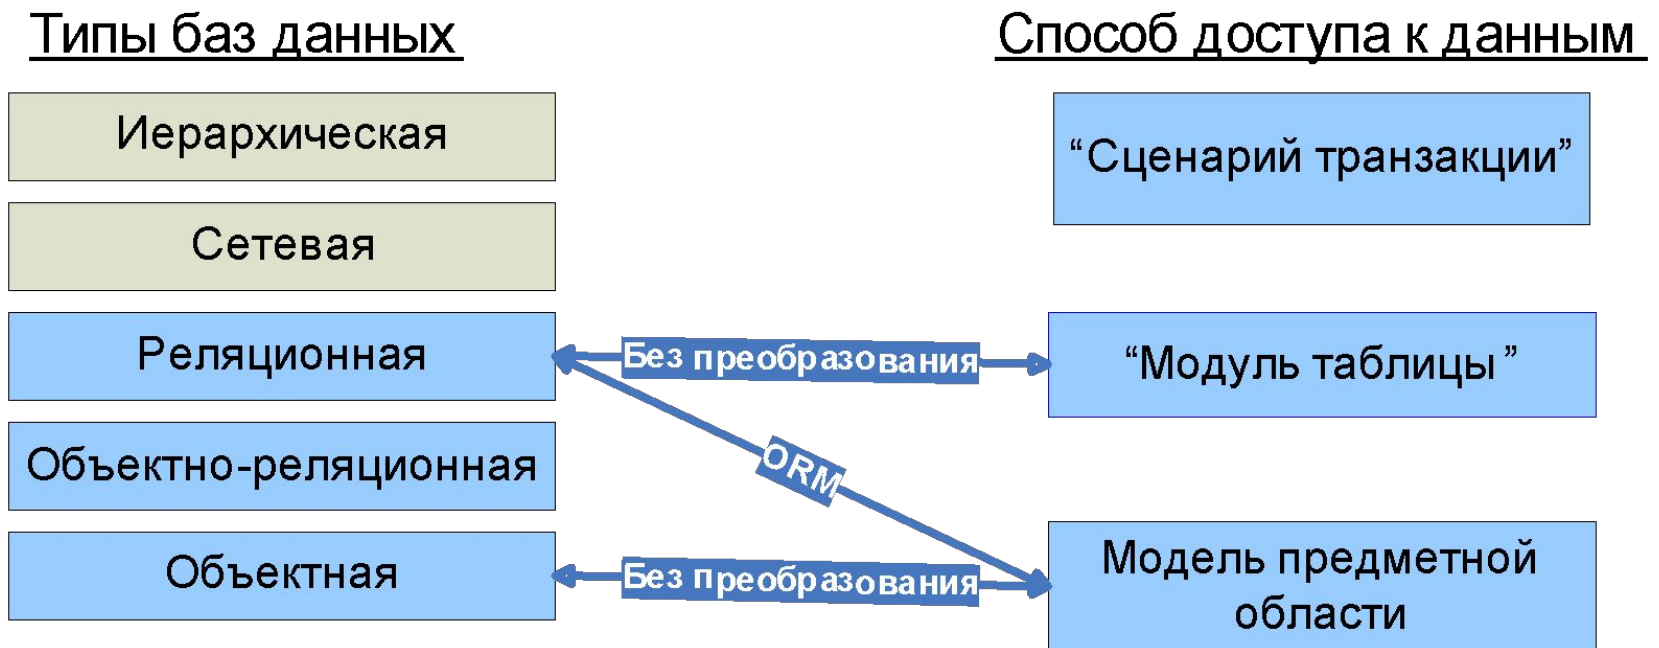 Типы баз данных
Способ доступа к данным
Иерархическая
“Сценарий транзакции”
Сетевая
Реляционная
Без преобразования
“Модуль таблицы ”
Объектно-реляционная
ORM
Объектная
Без преобразования
Модель предметной
области